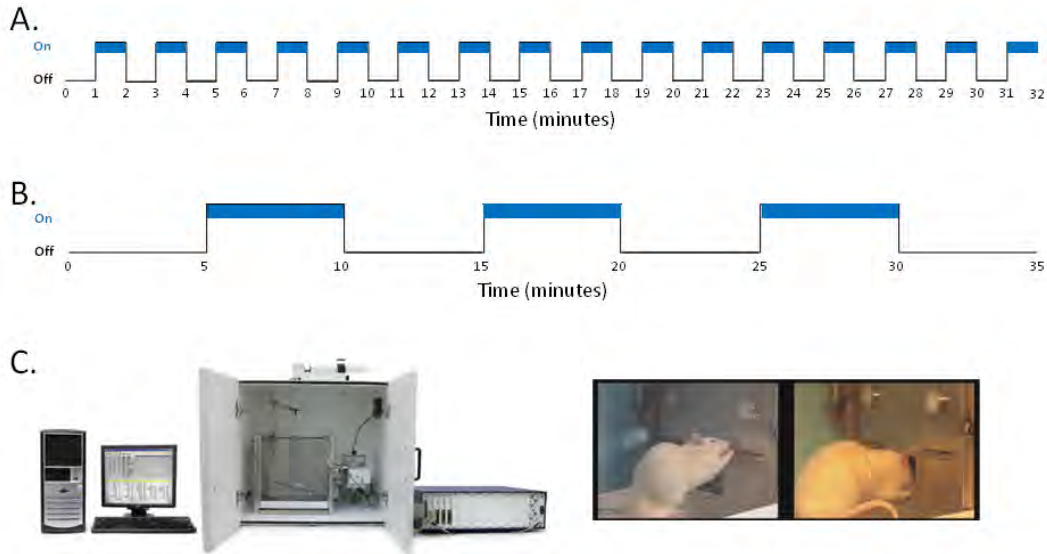 A.
On
Off
0 1 2 3 4 5 6 7 8 9 10 11 12 13 14 15 16 17 18 19 20 21 22 23 24 25 26 27 28 29 30 31 32
Time (minutes)
B.
On
Off
0 5 10 15 20 25 30 35
Time (minutes)
C.